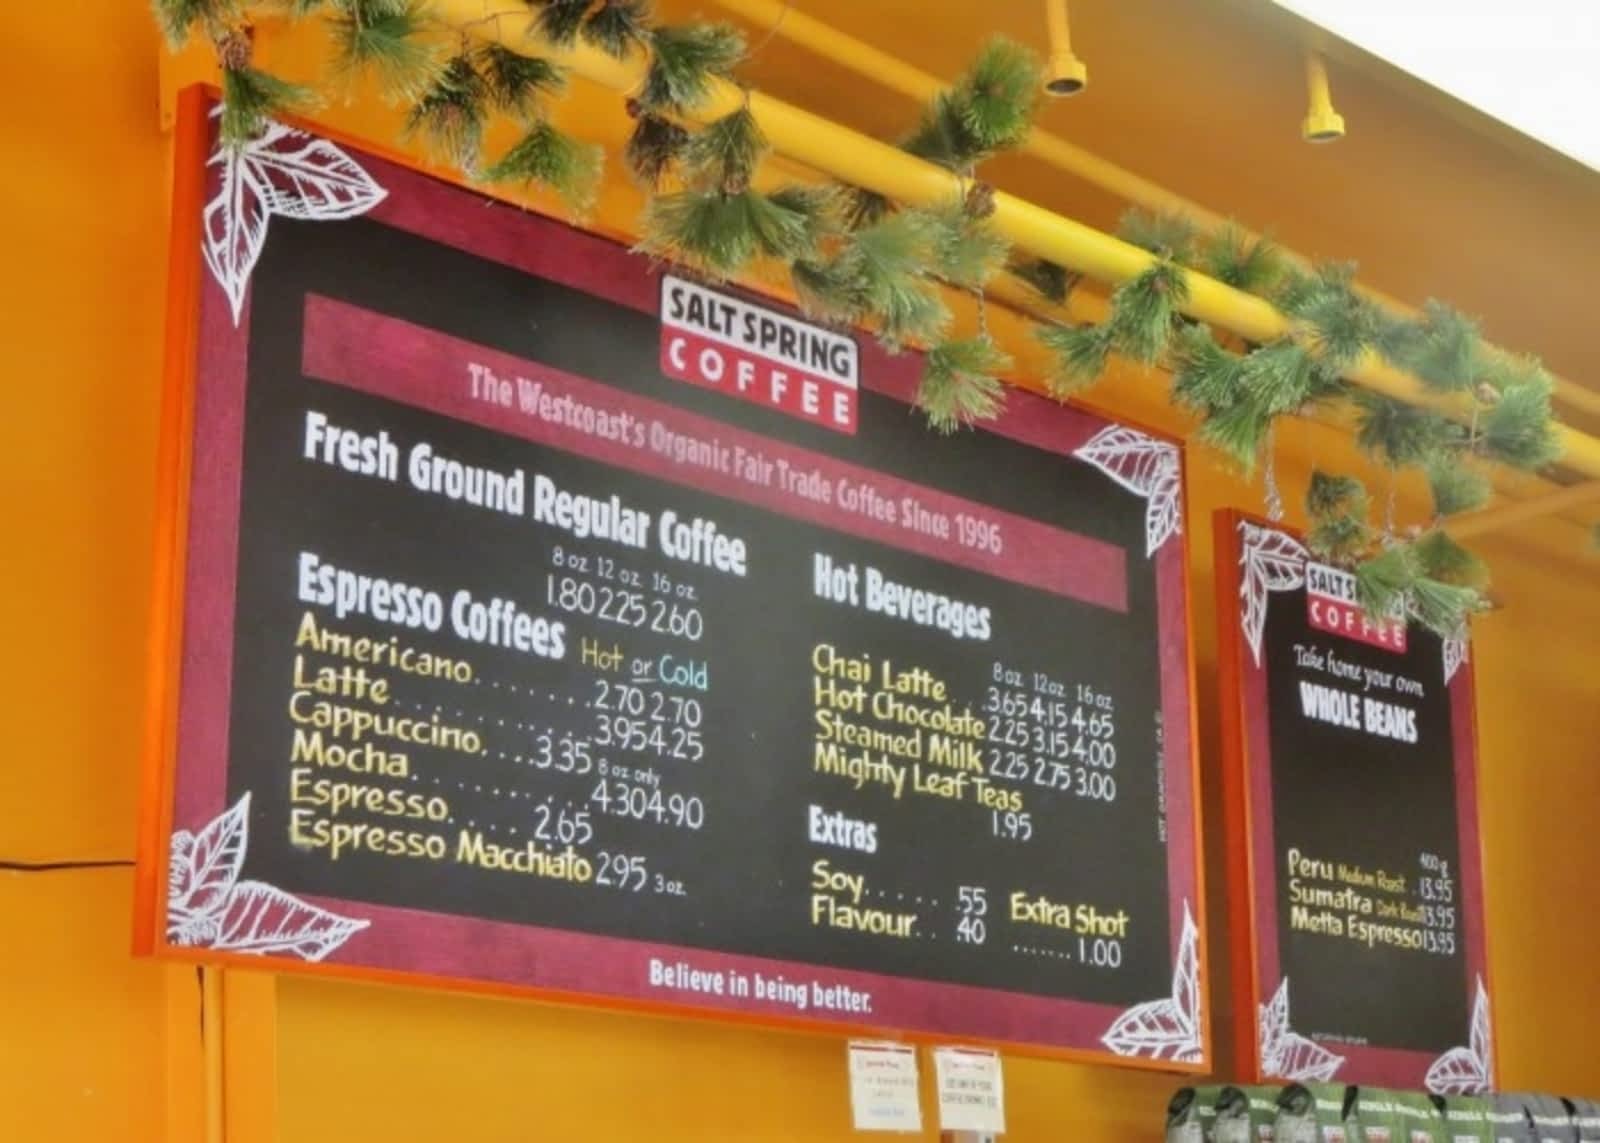 SALT SPRING
COFFEE
The Westcoast's Organic Fair Trade Coffee Since 1996
Fresh Ground Regular Coffee
8 oz. 12 oz. 16 oz.
1.80 2.25 2.60
Espresso Coffees Hot or Cold
Americano........2.70 2.70
Latte..........3.95 4.25
Cappuccino....3.35 8 oz only
Mocha.........4.30 4.90
Espresso.....2.65
Espresso Macchiato 2.95 3 oz.
Hot Beverages
8 oz. 12 oz. 16 oz.
Chai Latte...3.65 4.15 4.65
Hot Chocolate 2.25 3.15 4.00
Steamed Milk 2.25 2.75 3.00
Mighty Leaf Teas
1.95
Extras
Soy..... .55
Flavour.. .40
Extra Shot
.......1.00
Believe in being better.
SALT S
COFFEE
Take home your own
WHOLE BEANS
400 g
Peru Medium Roast..13.95
Sumatra Dark Roast 13.95
Metta Espresso 13.95